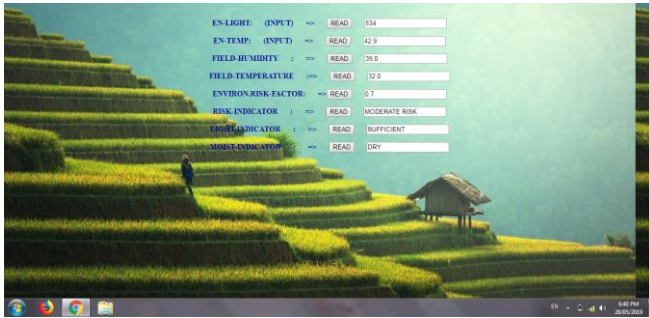 EN-LIGHT: (INPUT) => READ 534
EN-TEMP: (INPUT) => READ 42.9
FIELD-HUMIDITY : => READ 39.0
FIELD-TEMPERATURE :=> READ 32.0
ENVIRON.RISK-FACTOR: => READ 0.7
RISK-INDICATOR : => READ MODERATE RISK
LIGHT-INDICATOR : => READ SUFFICIENT
MOIST-INDICATOR => READ DRY
EN 6:40 PM
28/05/2019